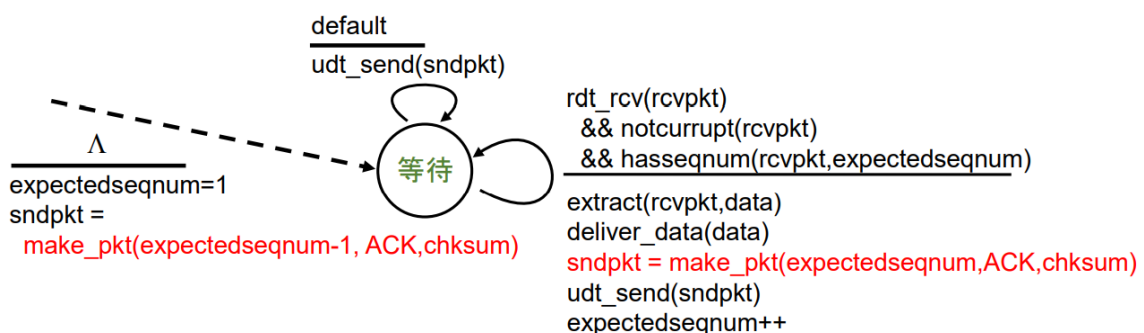 default
udt_send(sndpkt)
Λ
expectedseqnum=1
sndpkt =
make_pkt(expectedseqnum-1, ACK,chksum)
等待
rdt_rcv(rcvpkt)
&& notcurrupt(rcvpkt)
&& hasseqnum(rcvpkt,expectedseqnum)
extract(rcvpkt,data)
deliver_data(data)
sndpkt = make_pkt(expectedseqnum,ACK,chksum)
udt_send(sndpkt)
expectedseqnum++